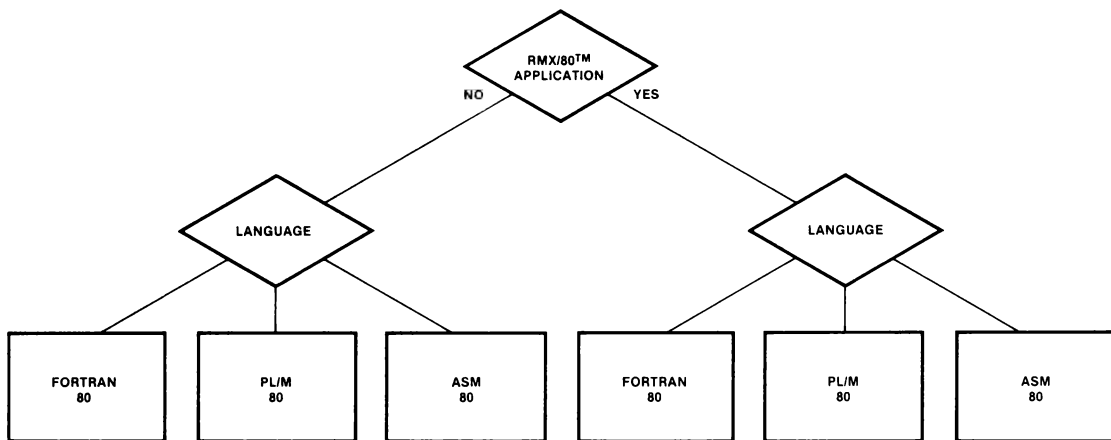 RMX/80™
APPLICATION
NO
YES
LANGUAGE
LANGUAGE
FORTRAN
80
PL/M
80
ASM
80
FORTRAN
80
PL/M
80
ASM
80